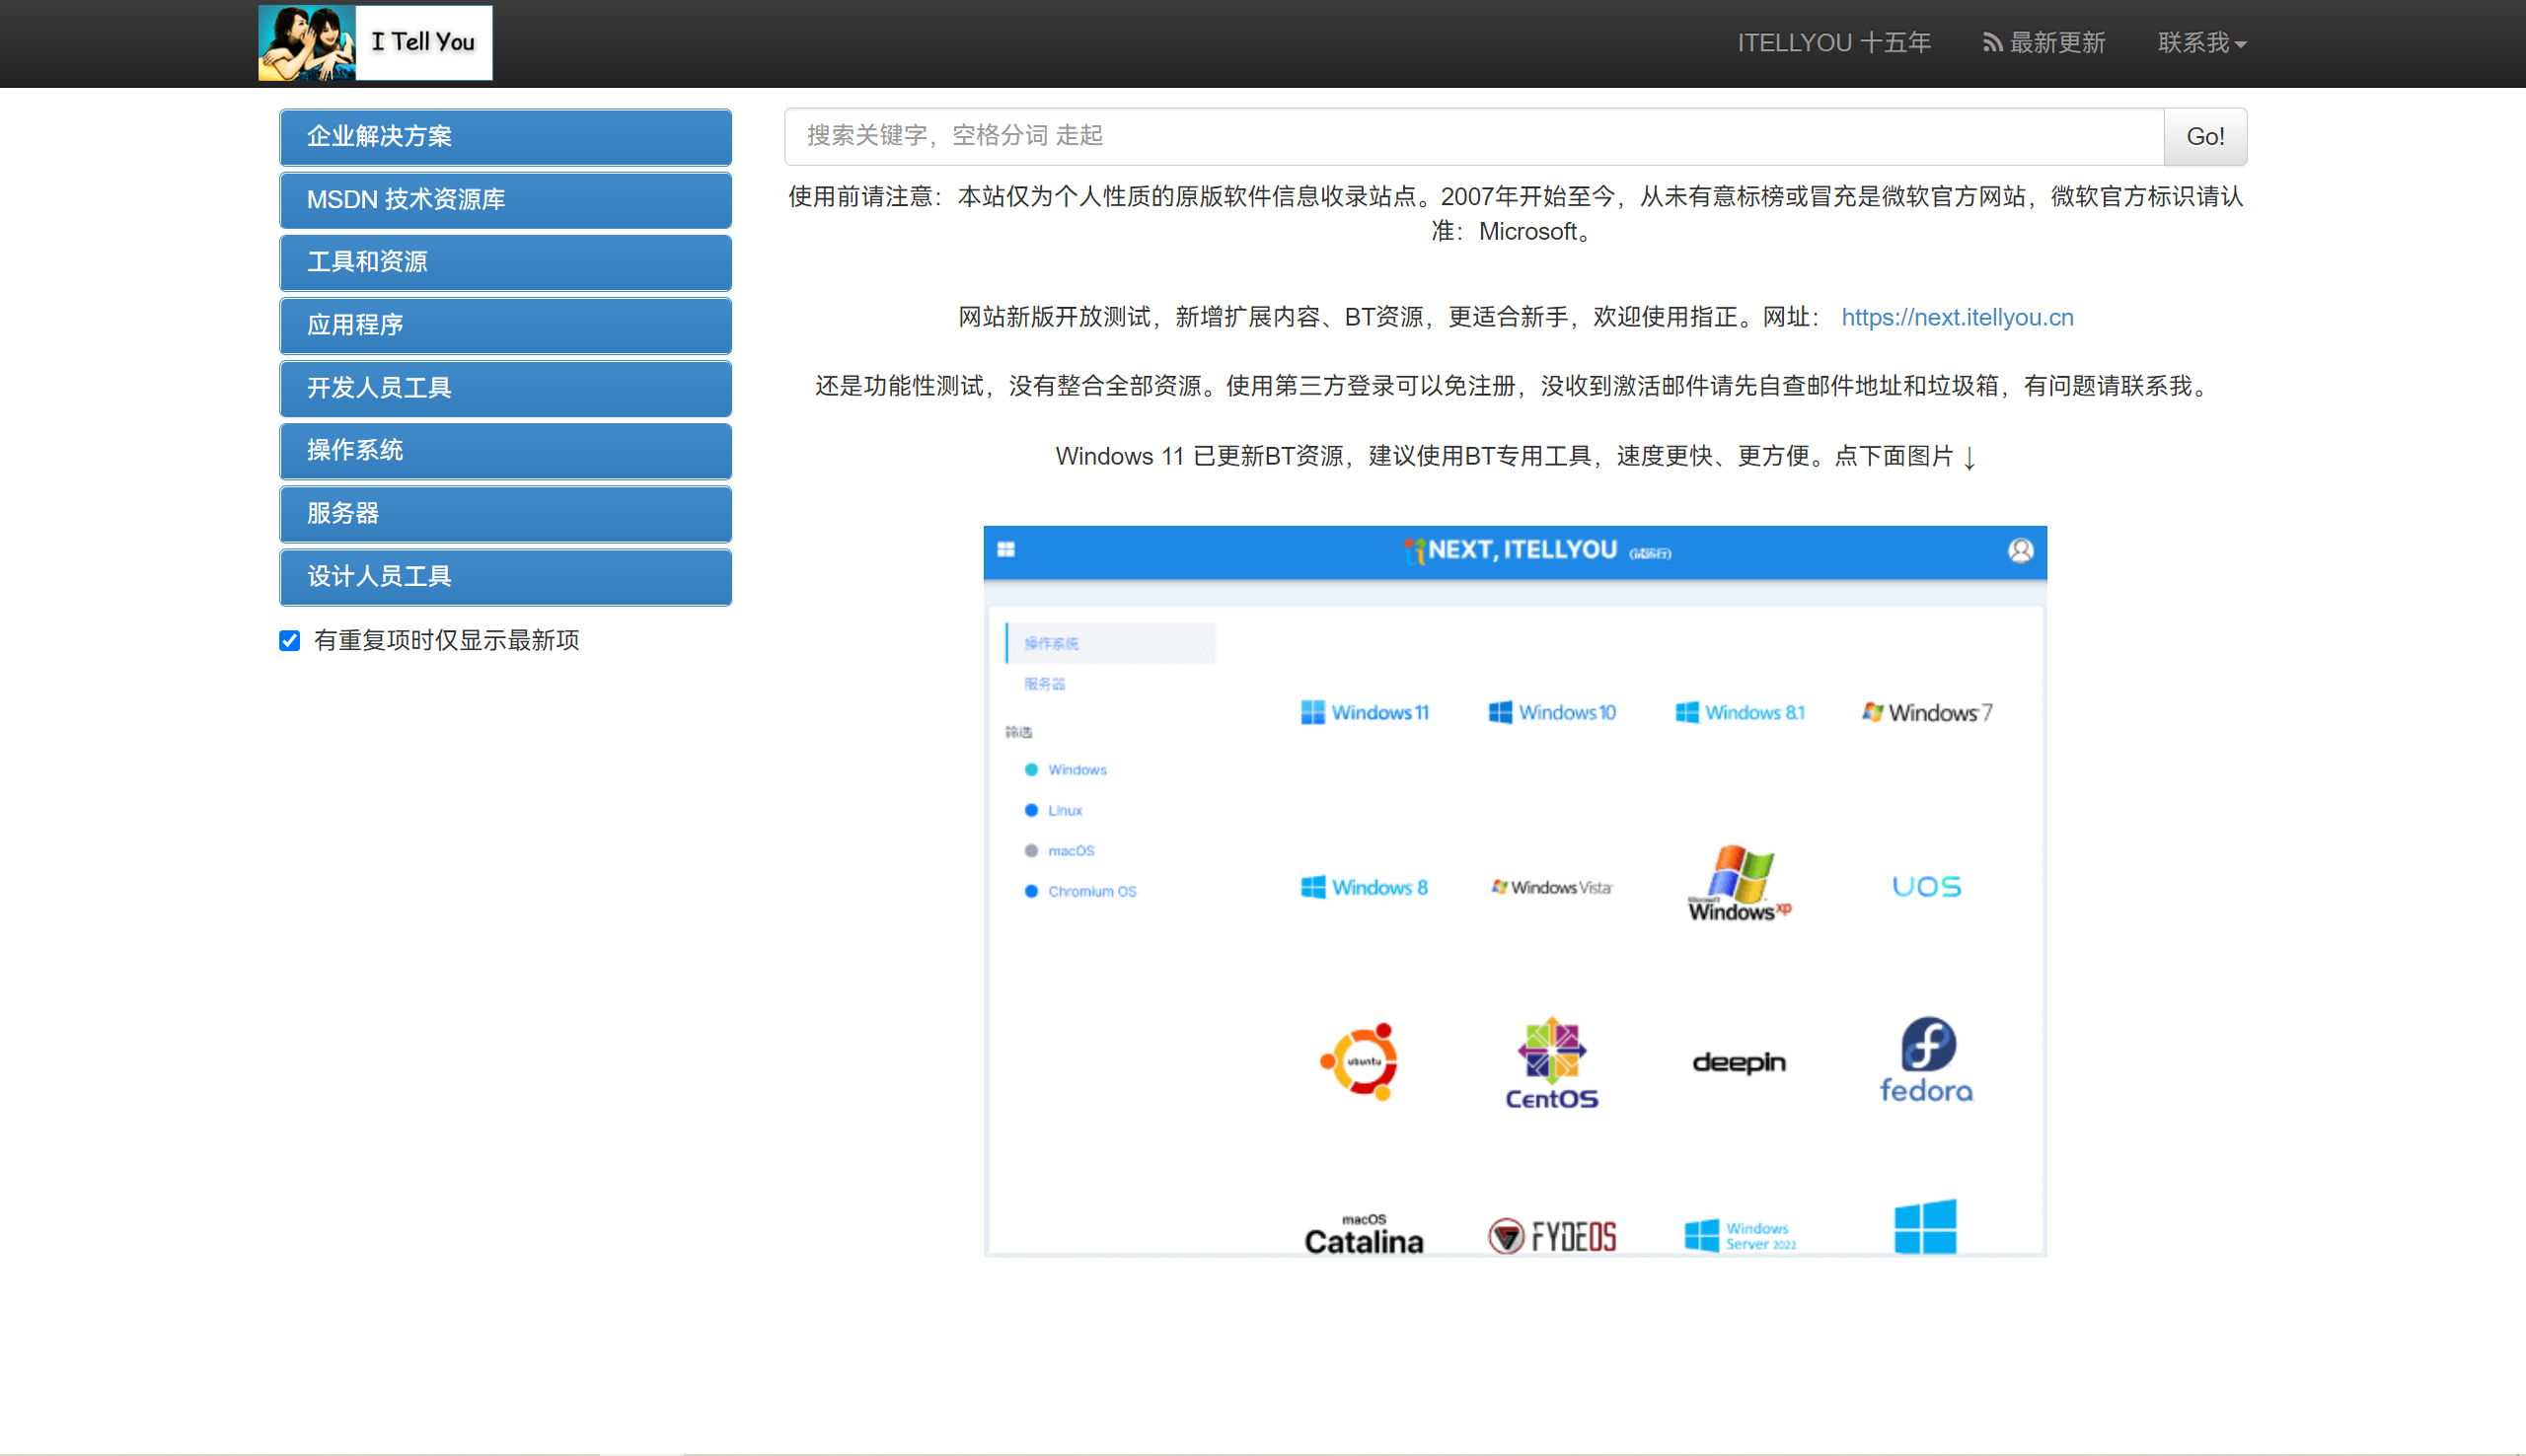 I Tell You
ITELLYOU 十五年
最新更新
联系我
企业解决方案
MSDN 技术资源库
工具和资源
应用程序
开发人员工具
操作系统
服务器
设计人员工具
有重复项时仅显示最新项
搜索关键字，空格分词 走起
Go!
使用前请注意：本站仅为个人性质的原版软件信息收录站点。2007年开始至今，从未有意标榜或冒充是微软官方网站，微软官方标识请认
准：Microsoft。
网站新版开放测试，新增扩展内容、BT资源，更适合新手，欢迎使用指正。网址： https://next.itellyou.cn
还是功能性测试，没有整合全部资源。使用第三方登录可以免注册，没收到激活邮件请先自查邮件地址和垃圾箱，有问题请联系我。
Windows 11 已更新BT资源，建议使用BT专用工具，速度更快、更方便。点下面图片 ↓
NEXT, ITELLYOU (试运行)
操作系统
服务器
筛选
Windows
Linux
macOS
Chromium OS
Windows 11
Windows 10
Windows 8.1
Windows 7
Windows 8
Windows Vista
Microsoft
Windows xp
UOS
ubuntu
CentOS
deepin
fedora
macOS
Catalina
FYDEOS
Windows
Server 2022